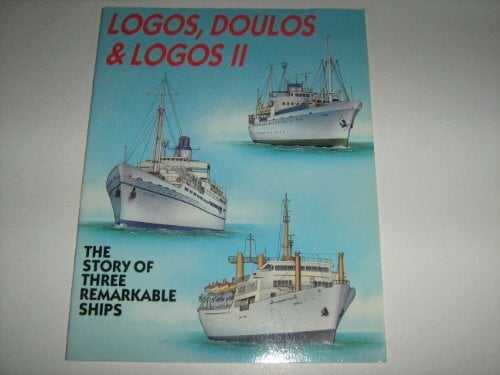 LOGOS, DOULOS
& LOGOS II
THE
STORY OF
THREE
REMARKABLE
SHIPS